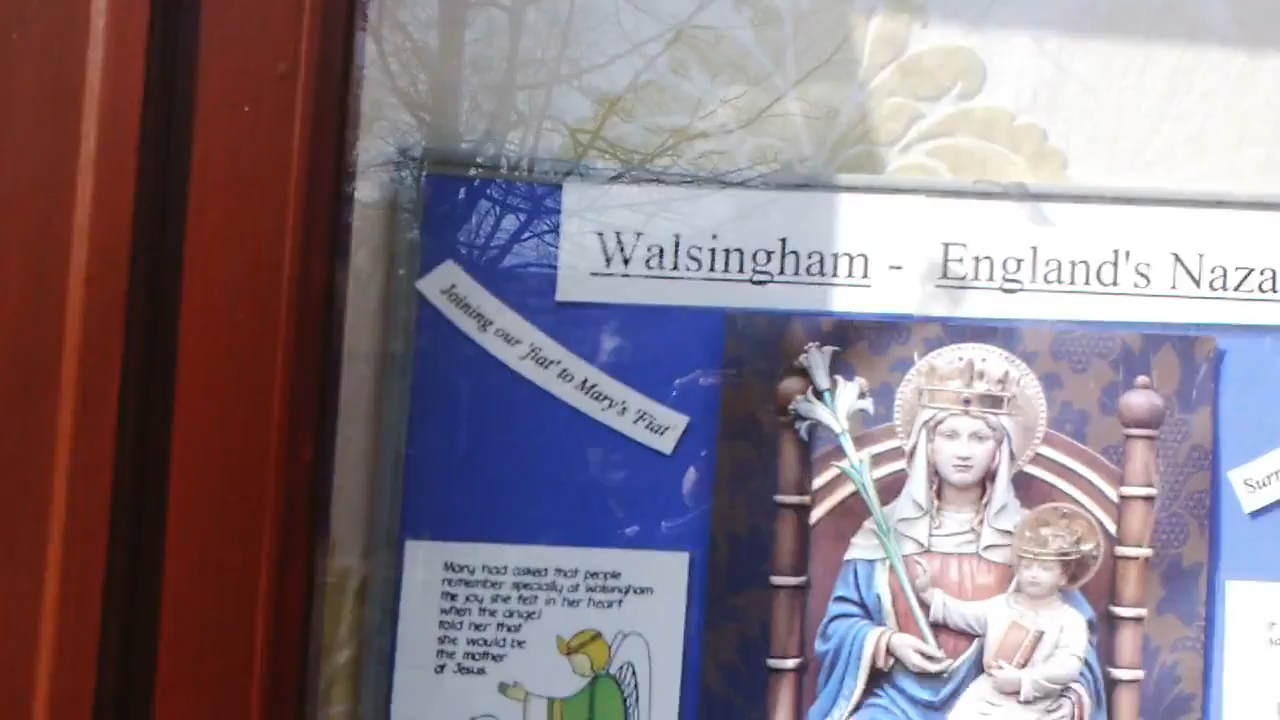 Walsingham - England's Naza
Joining our 'fiat' to Mary's 'Fiat'
Surr
Mary had asked that people
remember specially at Walsingham
the joy she felt in her heart
when the angel
told her that
she would be
the mother
of Jesus.